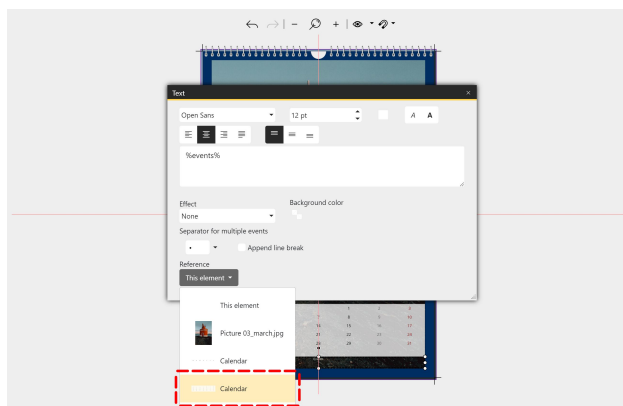 Text
Open Sans
12 pt
A A
%events%
Effect
Background color
None
Separator for multiple events
Append line break
Reference
This element
This element
Picture 03_march.jpg
Calendar
Calendar